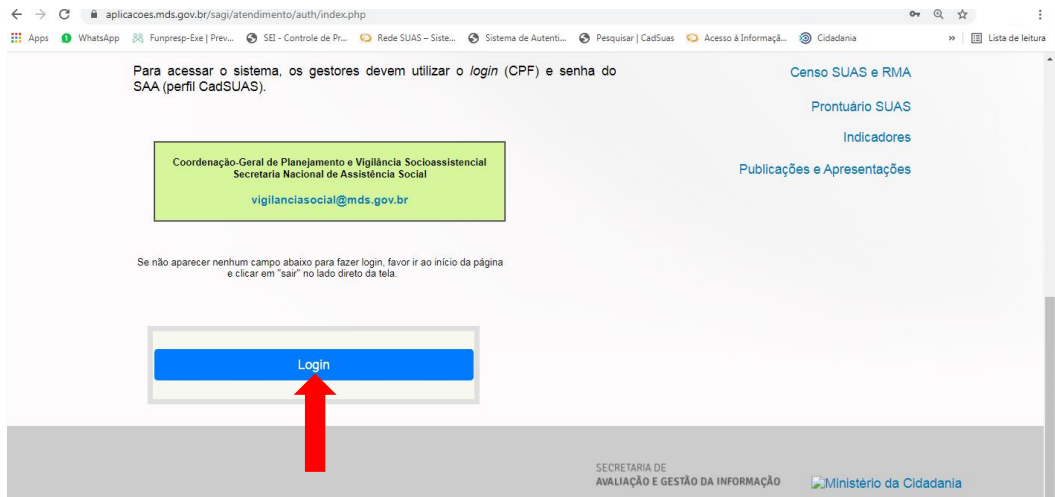 aplicacoes.mds.gov.br/sagi/atendimento/auth/index.php
Apps WhatsApp Funpresp-Exe | Prev... SEI - Controle de Pr... Rede SUAS – Siste... Sistema de Autenti... Pesquisar | CadSuas Acesso à Informaçã... Cidadania » Lista de leitura
Para acessar o sistema, os gestores devem utilizar o login (CPF) e senha do
SAA (perfil CadSUAS).
Coordenação-Geral de Planejamento e Vigilância Socioassistencial
Secretaria Nacional de Assistência Social
vigilanciasocial@mds.gov.br
Se não aparecer nenhum campo abaixo para fazer login, favor ir ao início da página
e clicar em "sair" no lado direto da tela.
Login
Censo SUAS e RMA
Prontuário SUAS
Indicadores
Publicações e Apresentações
SECRETARIA DE
AVALIAÇÃO E GESTÃO DA INFORMAÇÃO
Ministério da Cidadania